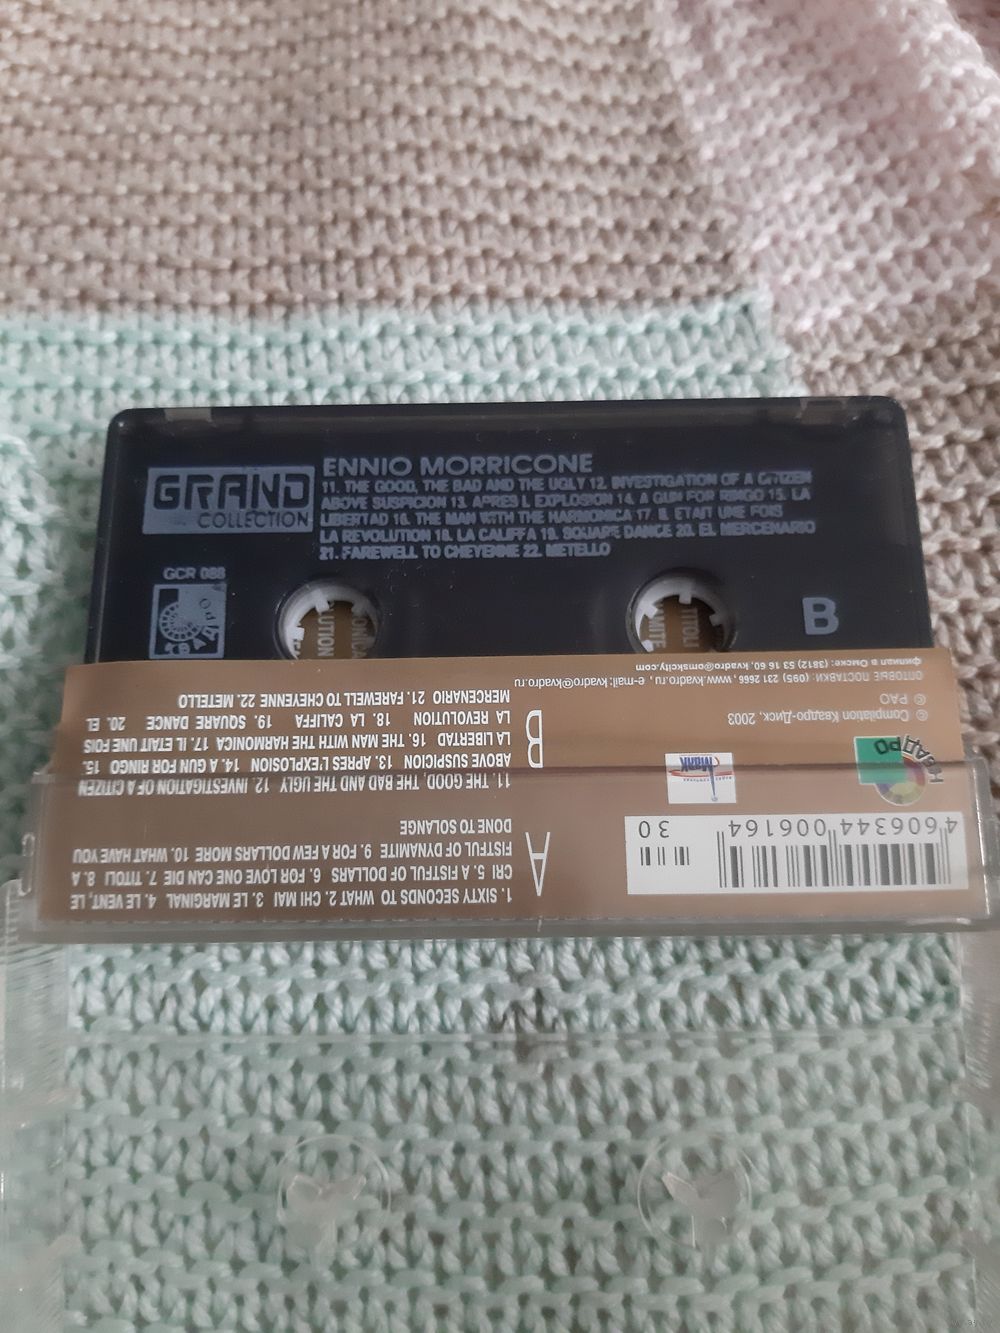 GRAND
COLLECTION
ENNIO MORRICONE
11. THE GOOD, THE BAD AND THE UGLY 12. INVESTIGATION OF A CITIZEN
ABOVE SUSPICION 13. APRES L EXPLOSION 14. A GUN FOR RINGO 15. LA
LIBERTAD 16. THE MAN WITH THE HARMONICA 17. IL ETAIT UNE FOIS
LA REVOLUTION 18. LA CALIFFA 19. SQUARE DANCE 20. EL MERCENARIO
21. FAREWELL TO CHEYENNE 22. METELLO
GCR 088
B
A
1. SIXTY SECONDS TO WHAT 2. CHI MAI 3. LE MARGINAL 4. LE VENT, LE
CRI 5. A FISTFUL OF DOLLARS 6. FOR LOVE ONE CAN DIE 7. TITOLI 8. A
FISTFUL OF DYNAMITE 9. FOR A FEW DOLLARS MORE 10. WHAT HAVE YOU
DONE TO SOLANGE
B
11. THE GOOD, THE BAD AND THE UGLY 12. INVESTIGATION OF A CITIZEN
ABOVE SUSPICION 13. APRES L'EXPLOSION 14. A GUN FOR RINGO 15.
LA LIBERTAD 16. THE MAN WITH THE HARMONICA 17. IL ETAIT UNE FOIS
LA REVOLUTION 18. LA CALIFFA 19. SQUARE DANCE 20. EL
MERCENARIO 21. FAREWELL TO CHEYENNE 22. METELLO
4 606344 006164
30
КВАДРО
Маяк
© Compilation Квадро-Диск, 2003
© РАО
ОПТОВЫЕ ПОСТАВКИ: (095) 231 2666, www.kvadro.ru, e-mail: kvadro@kvadro.ru
филиал в Омске: (3812) 53 16 60, kvadro@omskcity.com